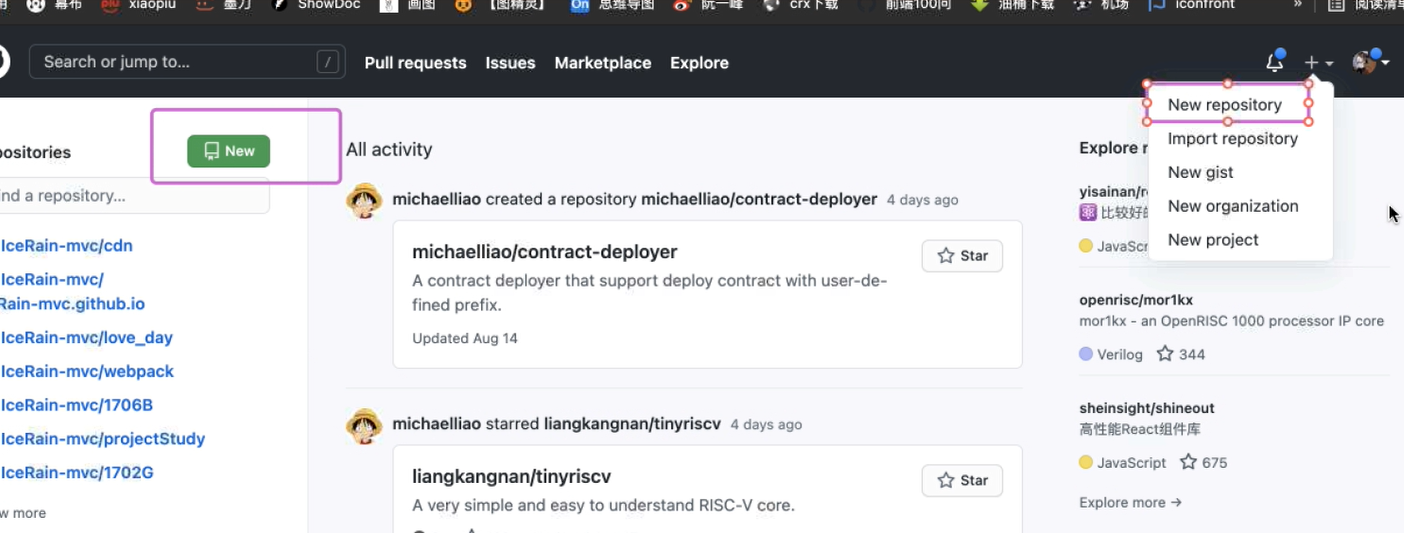 幕布 xiaopiu 墨刀 ShowDoc 画图 【图精灵】 On 思维导图 阮一峰 crx下载 前端100问 油桶下载 机场 iconfront » 阅读清单
Search or jump to... / Pull requests Issues Marketplace Explore
New repository
Import repository
New gist
New organization
New project
ositories New
nd a repository...
IceRain-mvc/cdn
IceRain-mvc/
Rain-mvc.github.io
IceRain-mvc/love_day
IceRain-mvc/webpack
IceRain-mvc/1706B
IceRain-mvc/projectStudy
IceRain-mvc/1702G
w more
All activity
michaelliao created a repository michaelliao/contract-deployer 4 days ago
michaelliao/contract-deployer Star
A contract deployer that support deploy contract with user-de-
fined prefix.
Updated Aug 14
michaelliao starred liangkangnan/tinyriscv 4 days ago
liangkangnan/tinyriscv Star
A very simple and easy to understand RISC-V core.
Explore r
yisainan/r
比较好的
JavaScr
openrisc/mor1kx
mor1kx - an OpenRISC 1000 processor IP core
Verilog 344
sheinsight/shineout
高性能React组件库
JavaScript 675
Explore more →